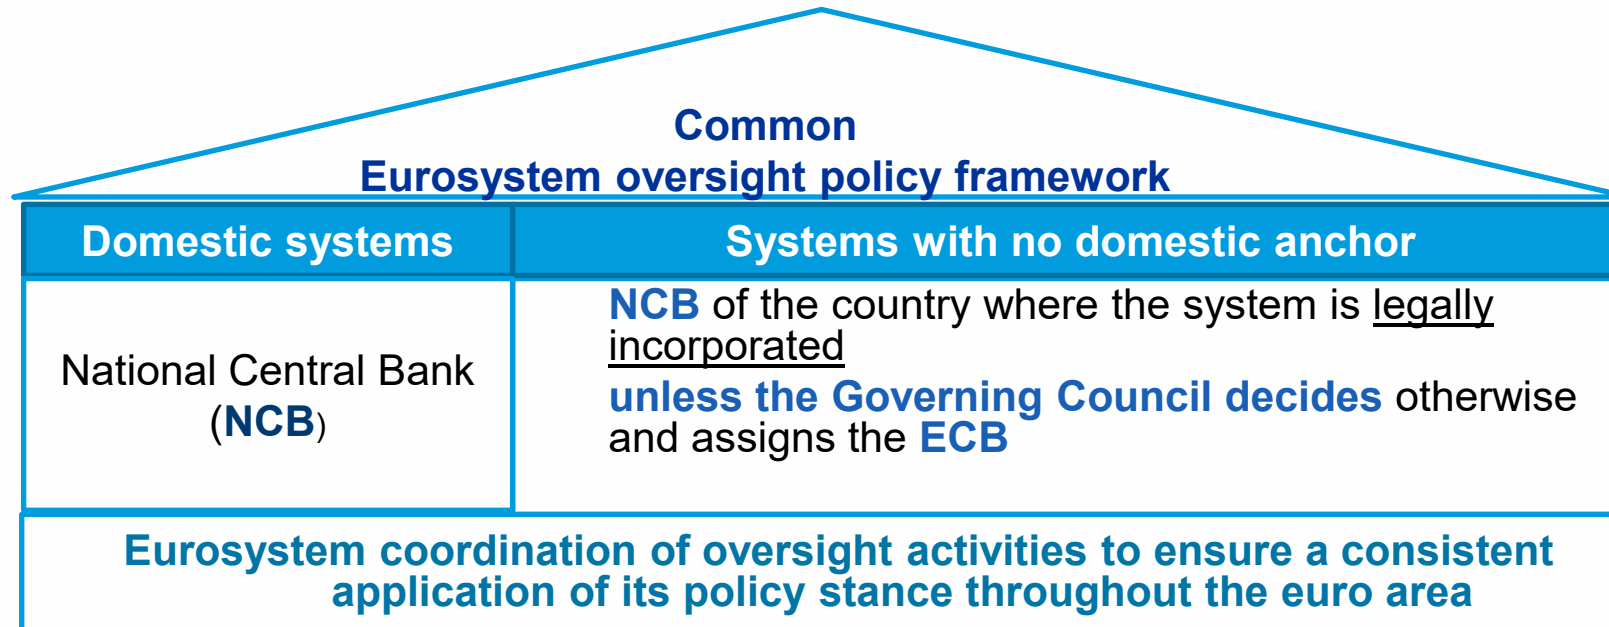 Common
Eurosystem oversight policy framework
Domestic systems
Systems with no domestic anchor
National Central Bank
(NCB)
NCB of the country where the system is legally
incorporated
unless the Governing Council decides otherwise
and assigns the ECB
Eurosystem coordination of oversight activities to ensure a consistent
application of its policy stance throughout the euro area